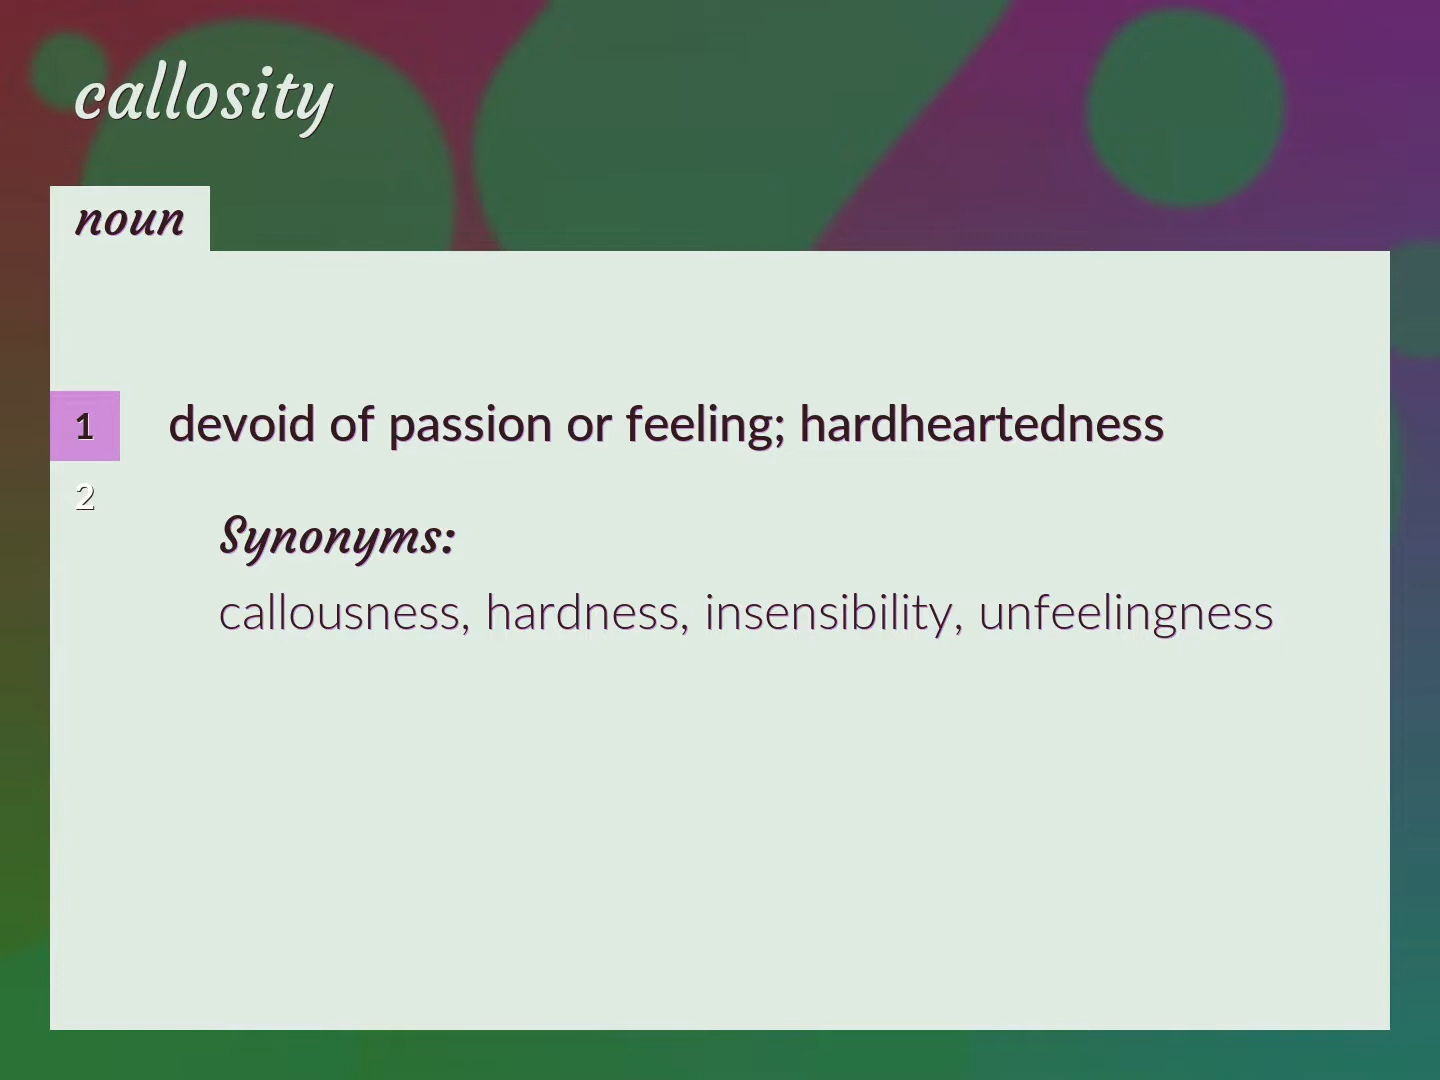 callosity
noun
1 devoid of passion or feeling; hardheartedness
2
Synonyms:
callousness, hardness, insensibility, unfeelingness